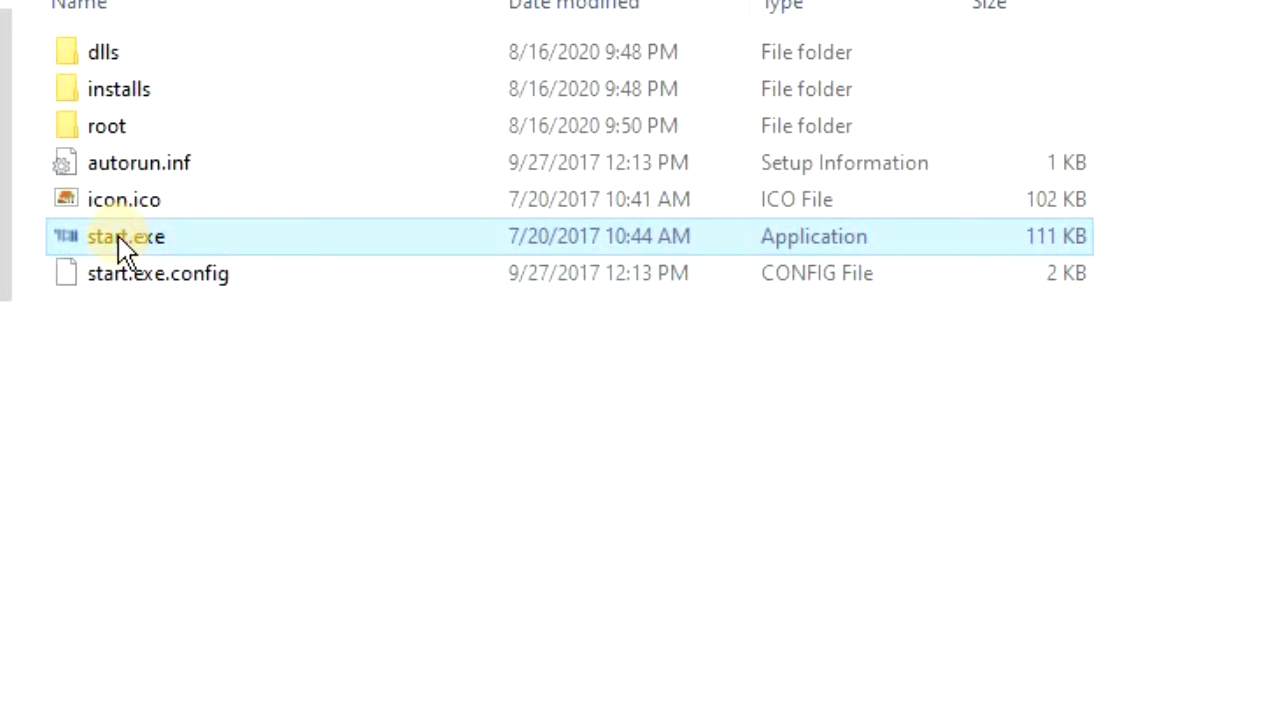 Name Date modified Type Size
dlls 8/16/2020 9:48 PM File folder
installs 8/16/2020 9:48 PM File folder
root 8/16/2020 9:50 PM File folder
autorun.inf 9/27/2017 12:13 PM Setup Information 1 KB
icon.ico 7/20/2017 10:41 AM ICO File 102 KB
start.exe 7/20/2017 10:44 AM Application 111 KB
start.exe.config 9/27/2017 12:13 PM CONFIG File 2 KB